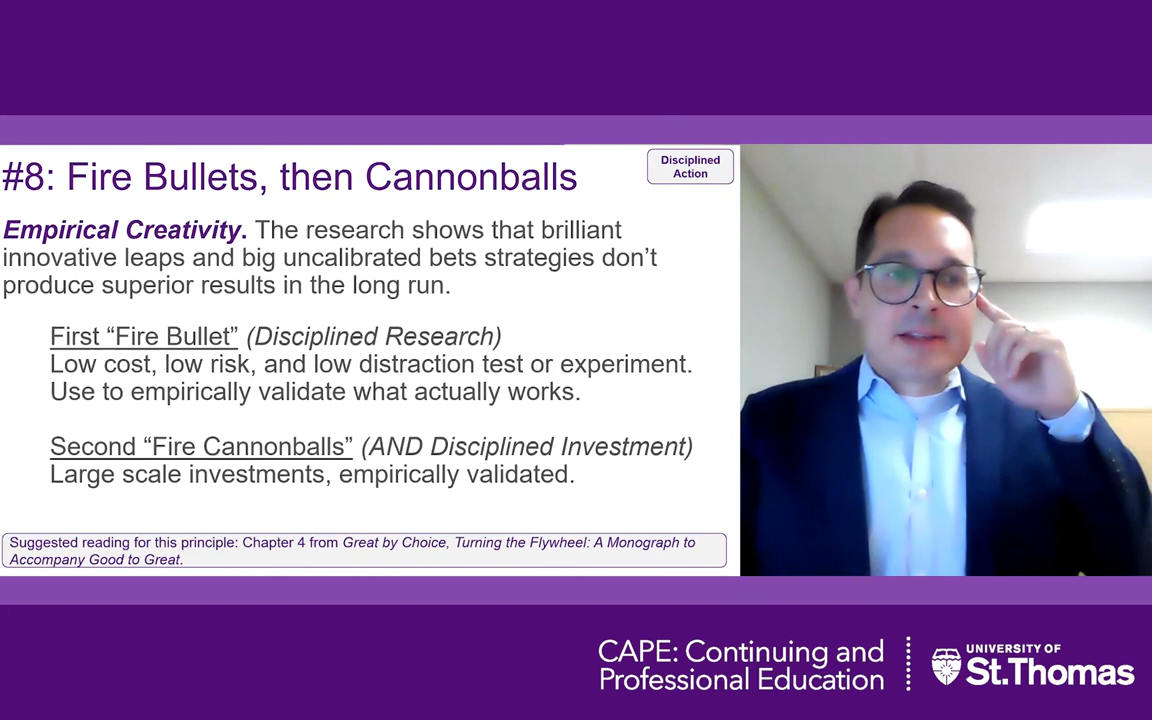 #8: Fire Bullets, then Cannonballs
Disciplined
Action
Empirical Creativity. The research shows that brilliant
innovative leaps and big uncalibrated bets strategies don’t
produce superior results in the long run.
First “Fire Bullet” (Disciplined Research)
Low cost, low risk, and low distraction test or experiment.
Use to empirically validate what actually works.
Second “Fire Cannonballs” (AND Disciplined Investment)
Large scale investments, empirically validated.
Suggested reading for this principle: Chapter 4 from Great by Choice, Turning the Flywheel: A Monograph to
Accompany Good to Great.
CAPE: Continuing and
Professional Education
UNIVERSITY OF
St.Thomas